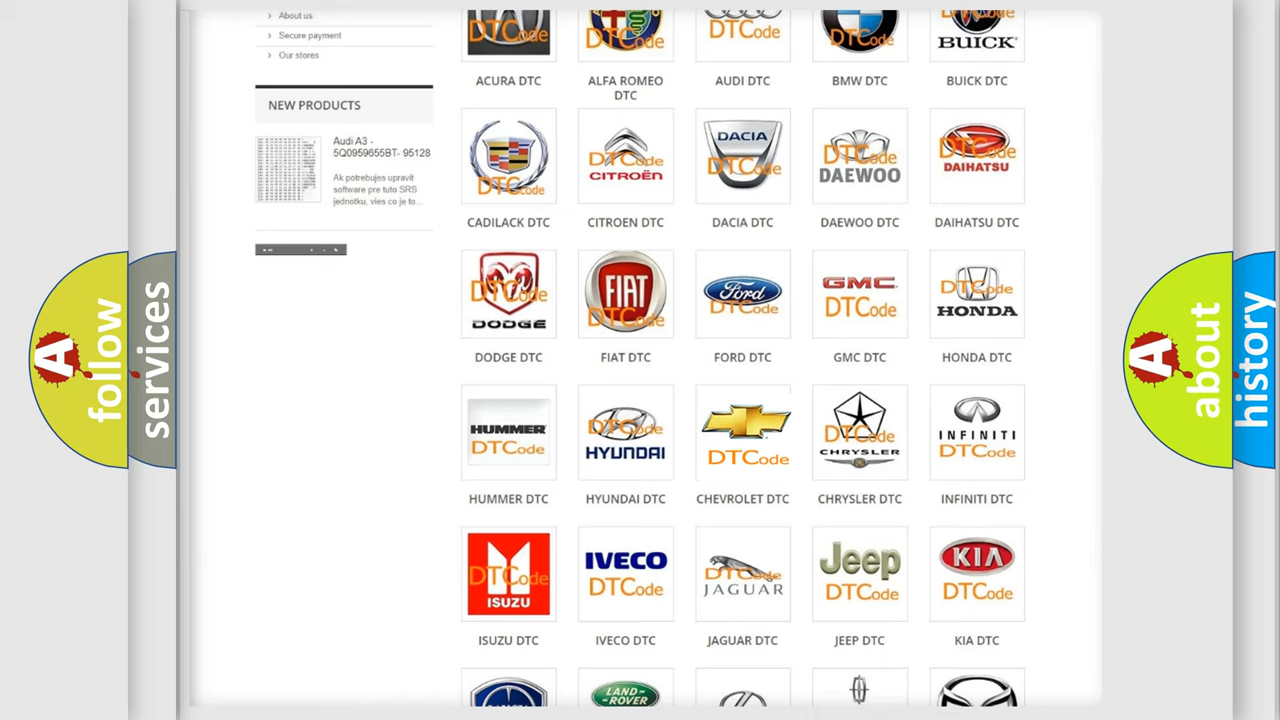 About us
Secure payment
Our stores
NEW PRODUCTS
Audi A3 -
5Q0959655BT- 95128
Ak potrebujes upravit
software pre tuto SRS
jednotku, vies co je to...
DTCode
DTCode
DTCode
DTCode
BUICK
ACURA DTC
ALFA ROMEO
DTC
AUDI DTC
BMW DTC
BUICK DTC
DTCode
DTCode
CITROËN
DACIA
DTCode
DTCode
DAEWOO
DTCode
DAIHATSU
CADILACK DTC
CITROEN DTC
DACIA DTC
DAEWOO DTC
DAIHATSU DTC
DTCode
DODGE
FIAT
DTCode
Ford
DTCode
GMC
DTCode
DTCode
HONDA
DODGE DTC
FIAT DTC
FORD DTC
GMC DTC
HONDA DTC
HUMMER
DTCode
DTCode
HYUNDAI
DTCode
DTCode
CHRYSLER
INFINITI
DTCode
HUMMER DTC
HYUNDAI DTC
CHEVROLET DTC
CHRYSLER DTC
INFINITI DTC
DTCode
ISUZU
IVECO
DTCode
DTCode
JAGUAR
Jeep
DTCode
KIA
DTCode
ISUZU DTC
IVECO DTC
JAGUAR DTC
JEEP DTC
KIA DTC
LAND-
ROVER
A follow
services
A about
history